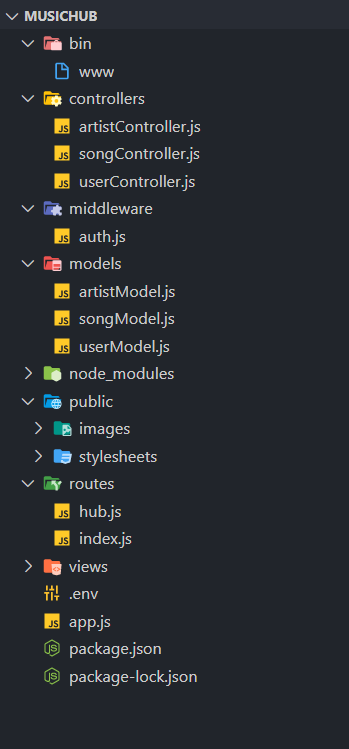 MUSICHUB
bin
www
controllers
JS artistController.js
JS songController.js
JS userController.js
middleware
JS auth.js
models
JS artistModel.js
JS songModel.js
JS userModel.js
node_modules
public
images
stylesheets
routes
JS hub.js
JS index.js
views
.env
JS app.js
JS package.json
JS package-lock.json